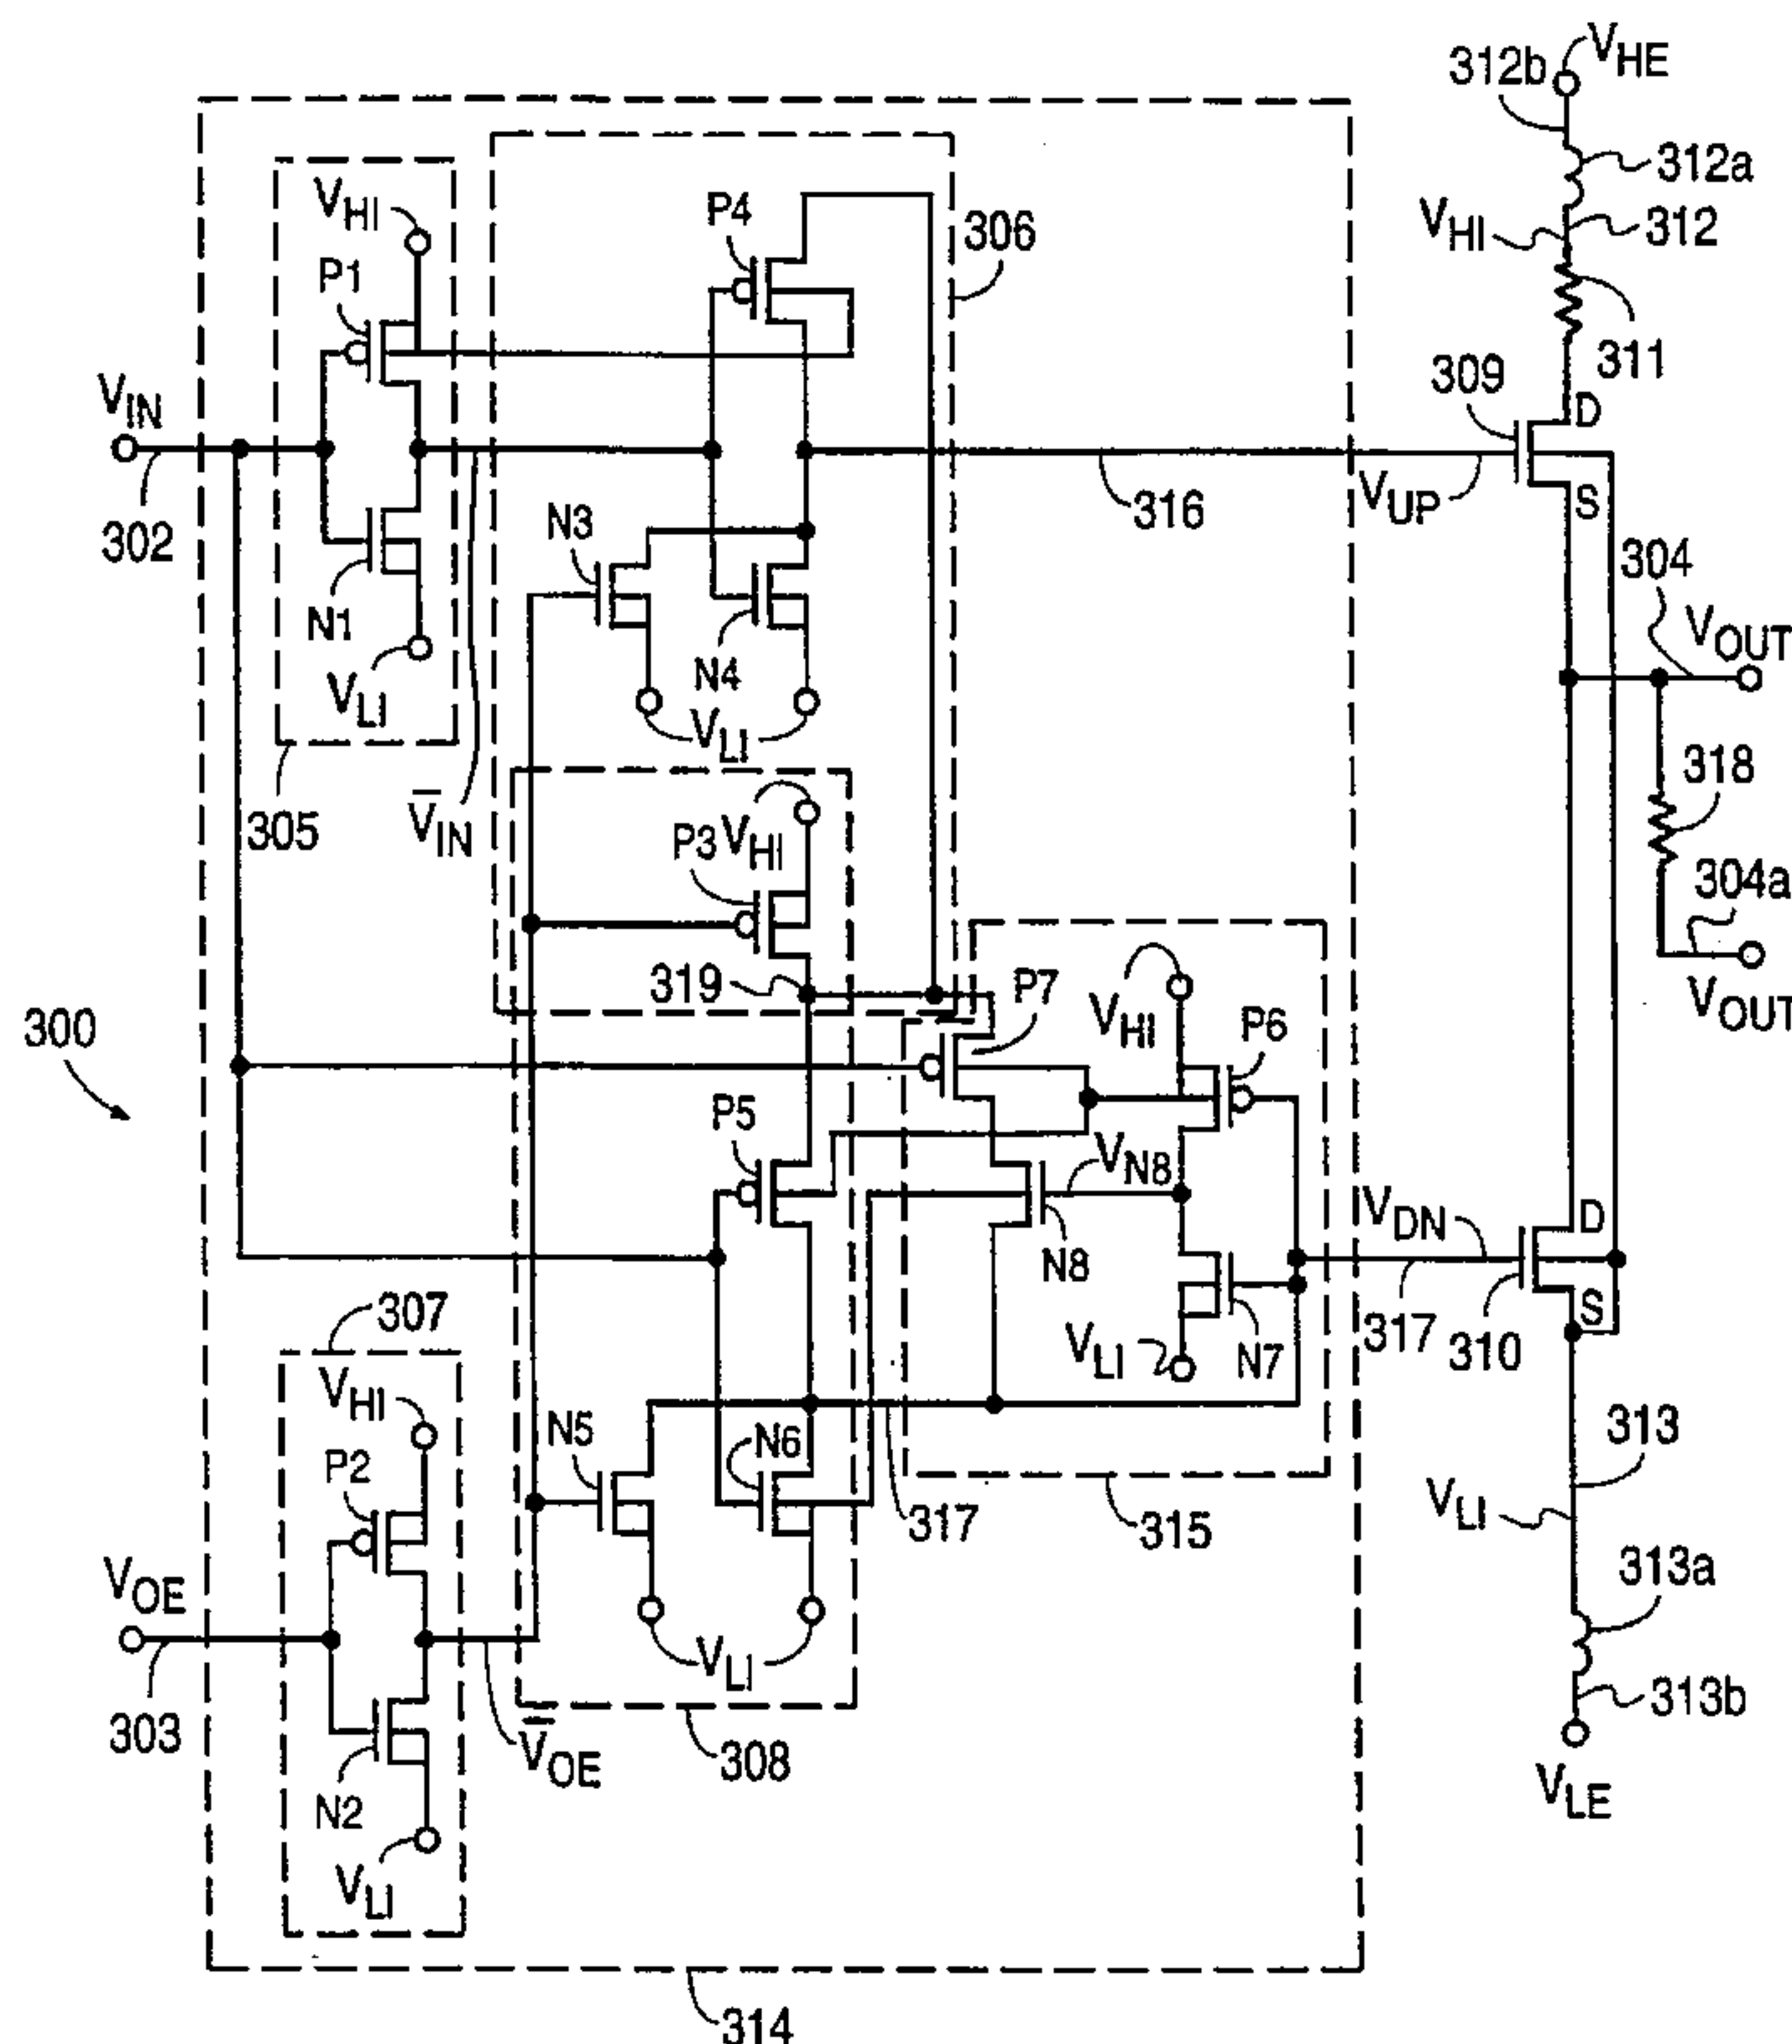 V_HE
312b
312a
V_HI
312
P4
306
V_HI
P1
311
309
D
V_IN
S
302
316
V_UP
N3
304
V_OUT
N1
N4
V_LI
V_LI
318
305
V̅_IN
P3
V_HI
304a
319
P7
V_HI
V_OUT
300
P6
P5
V_N8
V_DN
D
N8
307
S
317
310
V_HI
V_LI
N7
N5
N6
313
P2
V_LI
317
315
313a
V_OE
V_LI
303
V̅_OE
308
313b
N2
V_LE
V_LI
314